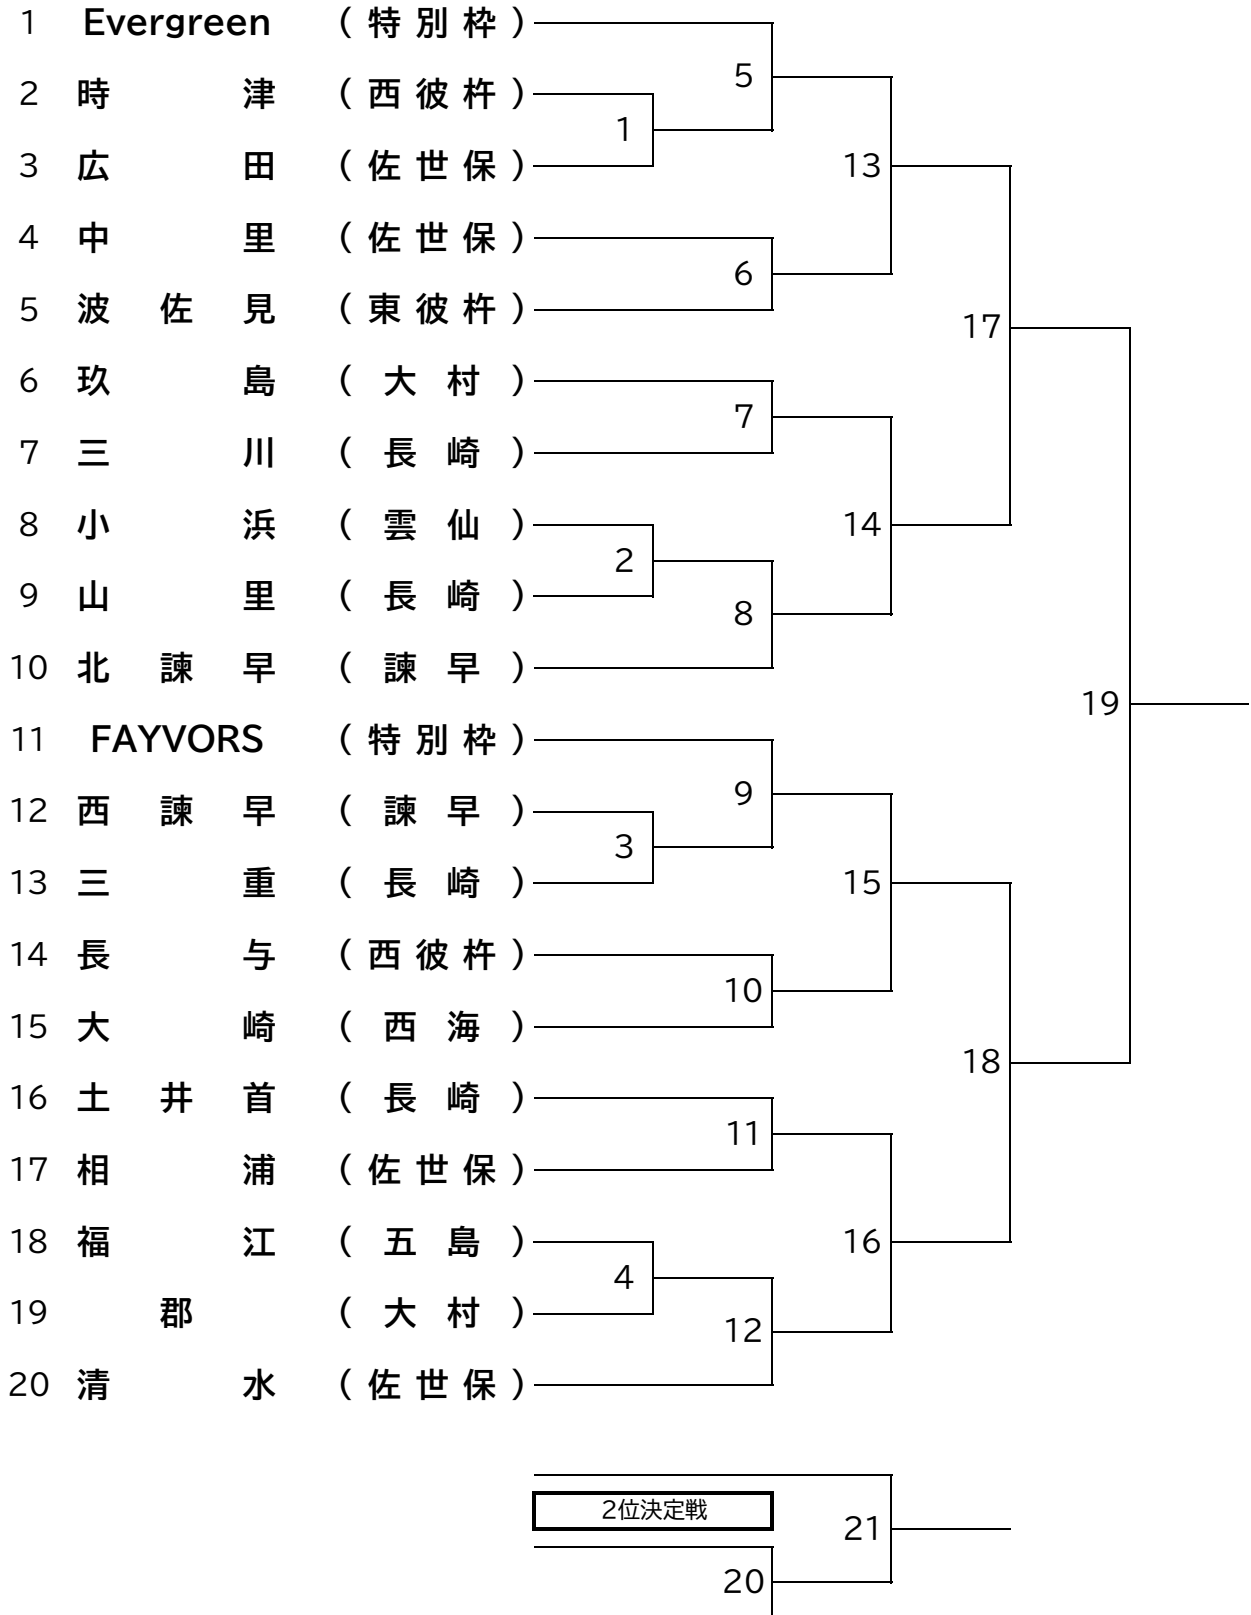 1 Evergreen (特別枠)
5
2 時津 (西彼杵)
1
3 広田 (佐世保)
13
4 中里 (佐世保)
6
5 波佐見 (東彼杵)
17
6 玖島 (大村)
7
7 三川 (長崎)
8 小浜 (雲仙)
14
2
9 山里 (長崎)
8
10 北諫早 (諫早)
19
11 FAYVORS (特別枠)
9
12 西諫早 (諫早)
3
13 三重 (長崎)
15
14 長与 (西彼杵)
10
15 大崎 (西海)
18
16 土井首 (長崎)
11
17 相浦 (佐世保)
18 福江 (五島)
16
4
19 郡 (大村)
12
20 清水 (佐世保)
2位決定戦
21
20